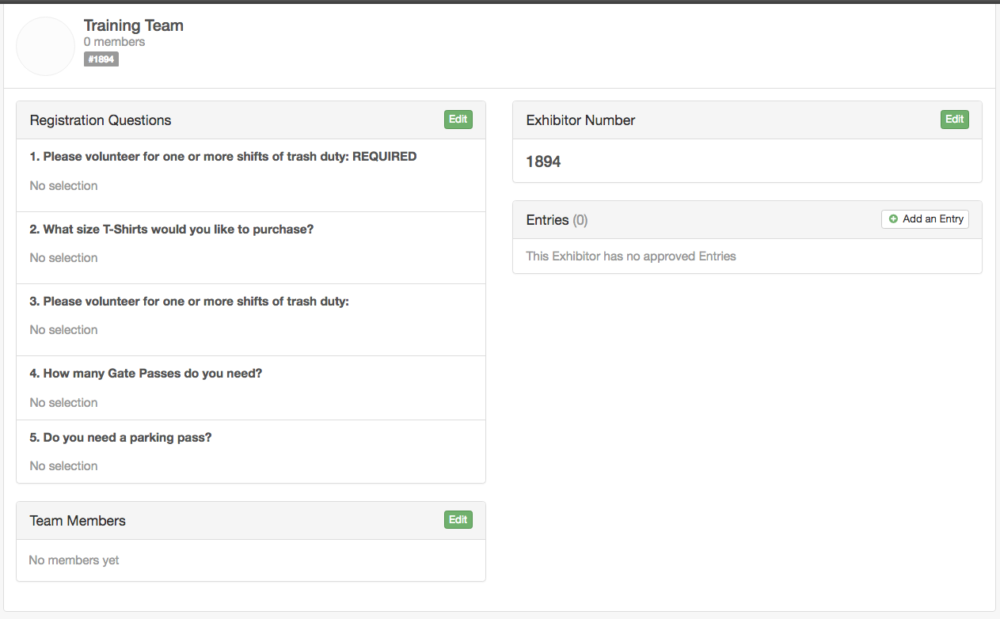 Training Team
0 members
#1894
Registration Questions
Edit
1. Please volunteer for one or more shifts of trash duty: REQUIRED
No selection
2. What size T-Shirts would you like to purchase?
No selection
3. Please volunteer for one or more shifts of trash duty:
No selection
4. How many Gate Passes do you need?
No selection
5. Do you need a parking pass?
No selection
Team Members
Edit
No members yet
Exhibitor Number
Edit
1894
Entries (0)
Add an Entry
This Exhibitor has no approved Entries